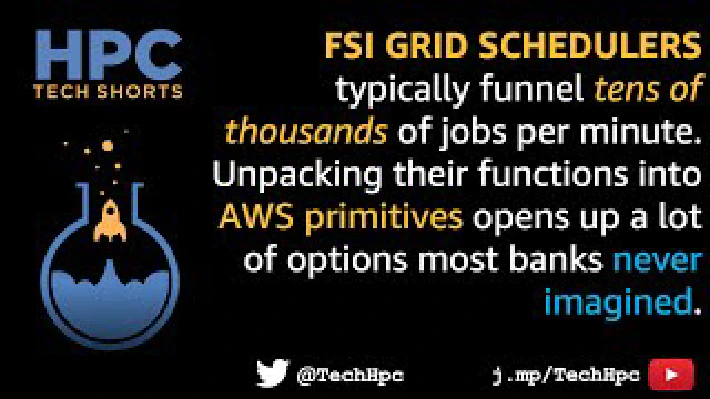 HPC
TECH SHORTS
FSI GRID SCHEDULERS
typically funnel tens of
thousands of jobs per minute.
Unpacking their functions into
AWS primitives opens up a lot
of options most banks never
imagined.
@TechHpc
j.mp/TechHpc